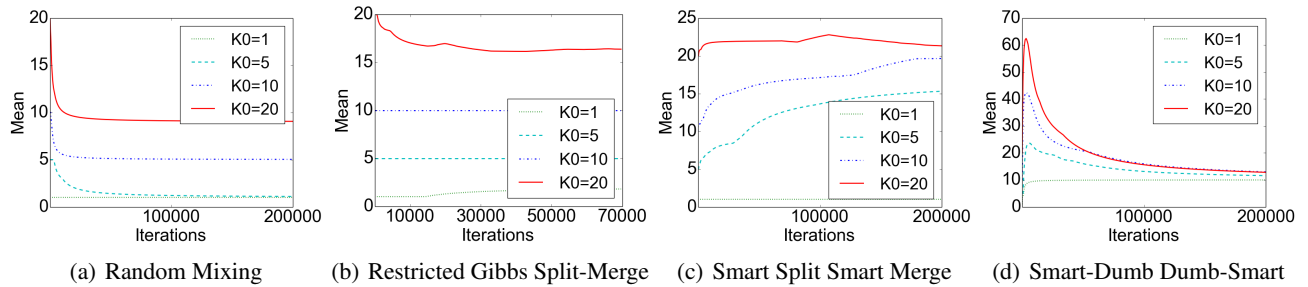 20
15
10
5
0
Mean
100000
200000
Iterations
K0=1
K0=5
K0=10
K0=20
(a) Random Mixing
20
15
10
5
0
Mean
10000
30000
50000
70000
Iterations
K0=1
K0=5
K0=10
K0=20
(b) Restricted Gibbs Split-Merge
25
20
15
10
5
0
Mean
100000
200000
Iterations
K0=1
K0=5
K0=10
K0=20
(c) Smart Split Smart Merge
70
60
50
40
30
20
10
0
Mean
100000
200000
Iterations
K0=1
K0=5
K0=10
K0=20
(d) Smart-Dumb Dumb-Smart